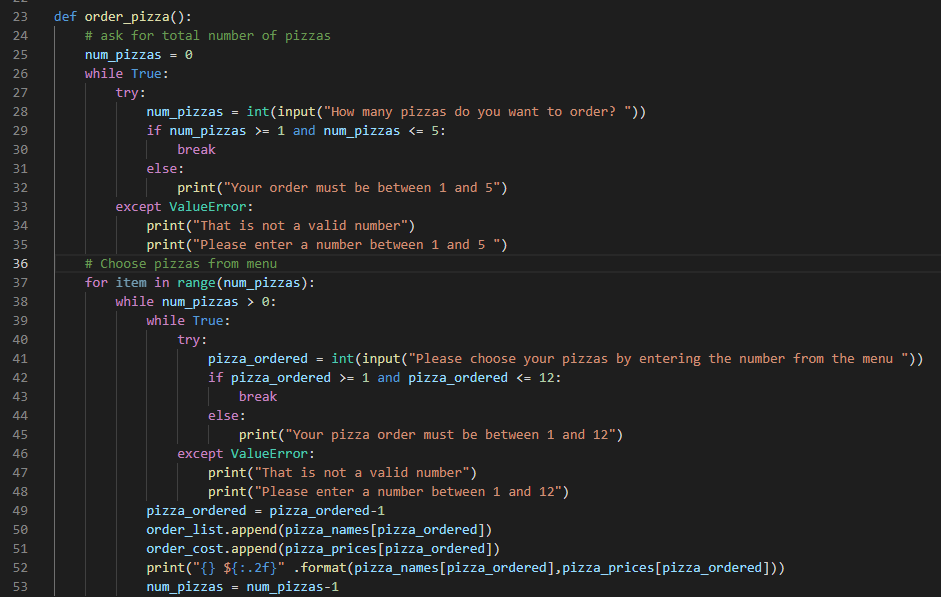 23 def order_pizza():
24     # ask for total number of pizzas
25     num_pizzas = 0
26     while True:
27         try:
28             num_pizzas = int(input("How many pizzas do you want to order? "))
29             if num_pizzas >= 1 and num_pizzas <= 5:
30                 break
31             else:
32                 print("Your order must be between 1 and 5")
33         except ValueError:
34             print("That is not a valid number")
35             print("Please enter a number between 1 and 5 ")
36     # Choose pizzas from menu
37     for item in range(num_pizzas):
38         while num_pizzas > 0:
39             while True:
40                 try:
41                     pizza_ordered = int(input("Please choose your pizzas by entering the number from the menu "))
42                     if pizza_ordered >= 1 and pizza_ordered <= 12:
43                         break
44                     else:
45                         print("Your pizza order must be between 1 and 12")
46                 except ValueError:
47                     print("That is not a valid number")
48                     print("Please enter a number between 1 and 12")
49             pizza_ordered = pizza_ordered-1
50             order_list.append(pizza_names[pizza_ordered])
51             order_cost.append(pizza_prices[pizza_ordered])
52             print("{} ${:.2f}" .format(pizza_names[pizza_ordered],pizza_prices[pizza_ordered]))
53             num_pizzas = num_pizzas-1